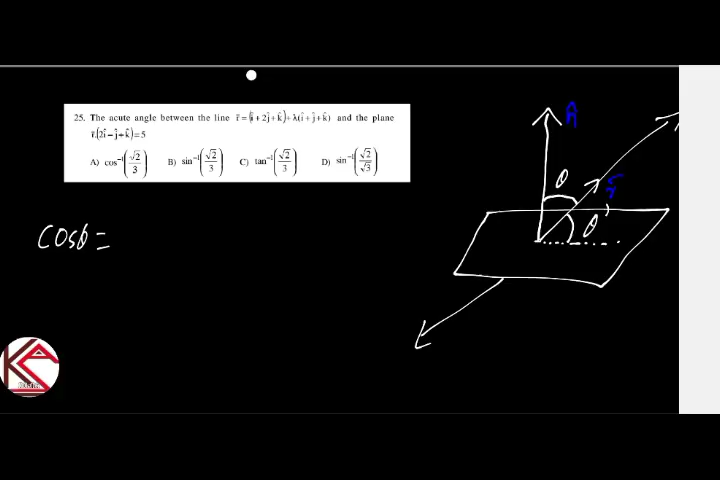 25. The acute angle between the line r̄ = (î + 2ĵ + k̂) + λ(î + ĵ + k̂) and the plane
r̄.(2î − ĵ + k̂) = 5
A) cos⁻¹(√2/3) B) sin⁻¹(√2/3) C) tan⁻¹(√2/3) D) sin⁻¹(√2/√3)
n̂
θ
r̄
θ'
cosθ =
KA